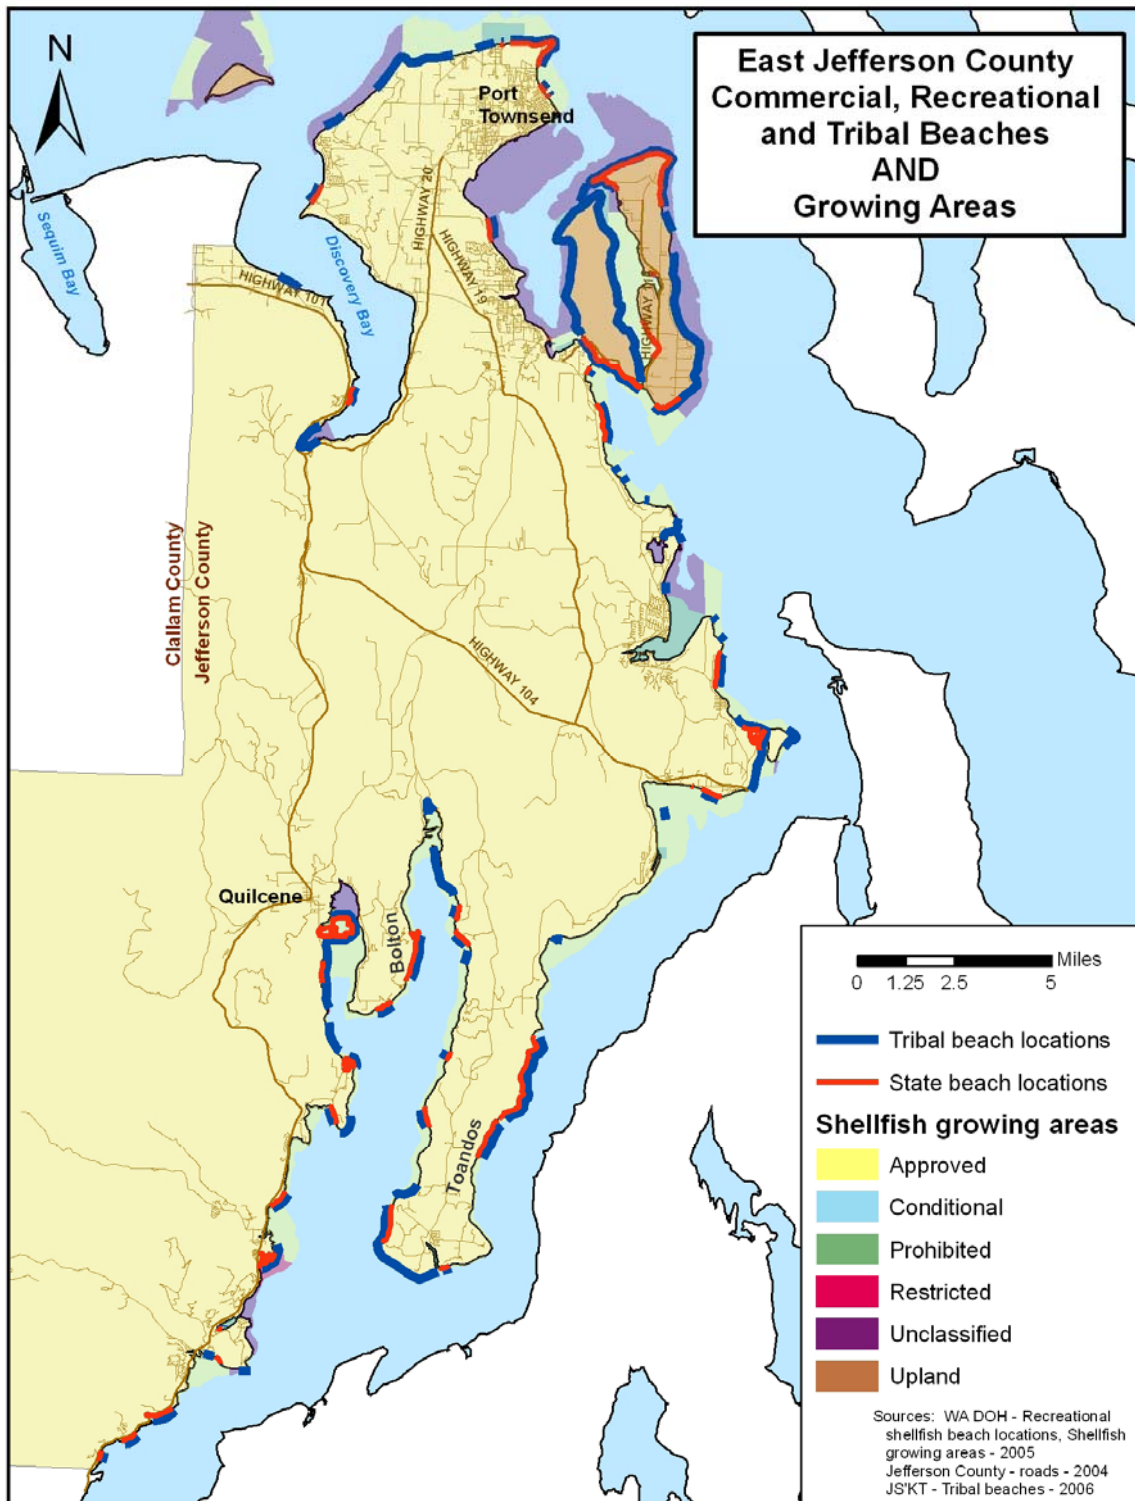 N
East Jefferson County
Commercial, Recreational
and Tribal Beaches
AND
Growing Areas
Port
Townsend
Sequim Bay
Discovery Bay
HIGHWAY 20
HIGHWAY 19
HIGHWAY 101
HIGHWAY
Clallam County
Jefferson County
HIGHWAY 104
Quilcene
Bolton
Toandos
Miles
0 1.25 2.5 5
Tribal beach locations
State beach locations
Shellfish growing areas
Approved
Conditional
Prohibited
Restricted
Unclassified
Upland
Sources: WA DOH - Recreational
shellfish beach locations, Shellfish
growing areas - 2005
Jefferson County - roads - 2004
JS'KT - Tribal beaches - 2006